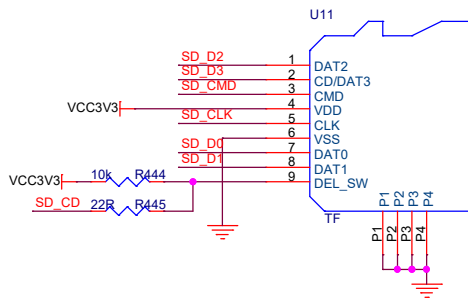 U11
SD_D2 1 DAT2
SD_D3 2 CD/DAT3
SD_CMD 3 CMD
VCC3V3 4 VDD
SD_CLK 5 CLK
6 VSS
SD_D0 7 DAT0
SD_D1 8 DAT1
VCC3V3 10k R444 9 DEL_SW
SD_CD 22R R445
TF
P1 P2 P3 P4
P1 P2 P3 P4